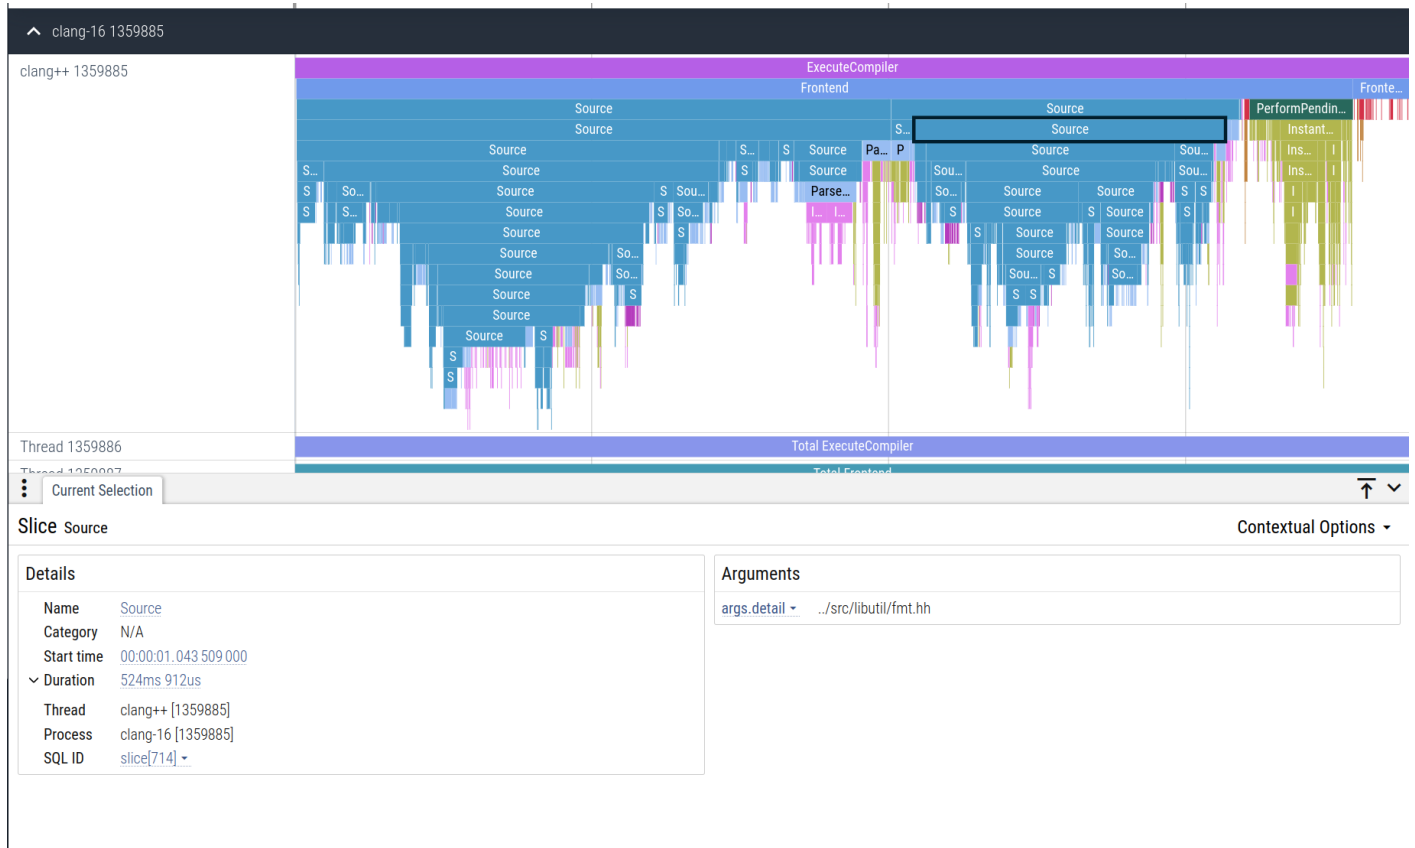 clang-16 1359885
clang++ 1359885
ExecuteCompiler
Frontend Fronte...
Source Source PerformPendin...
Source S... Source Instant...
Source S... S Source Pa... P Source Sou... Ins... I
S... Source S Source Sou... Source Sou... Ins... I
S So... Source S Sou... Parse... So... Source Source S S I
S S... Source S So... I... I... S Source S Source S I
Source S S Source Source
Source So... Source So...
Source So... Sou... S So...
Source S S S
Source
Source S
S
S
Thread 1359886 Total ExecuteCompiler
Thread 1359887 Total Frontend
Current Selection
Slice Source Contextual Options
Details
Name Source
Category N/A
Start time 00:00:01.043 509 000
Duration 524ms 912us
Thread clang++ [1359885]
Process clang-16 [1359885]
SQL ID slice[714]
Arguments
args.detail ../src/libutil/fmt.hh